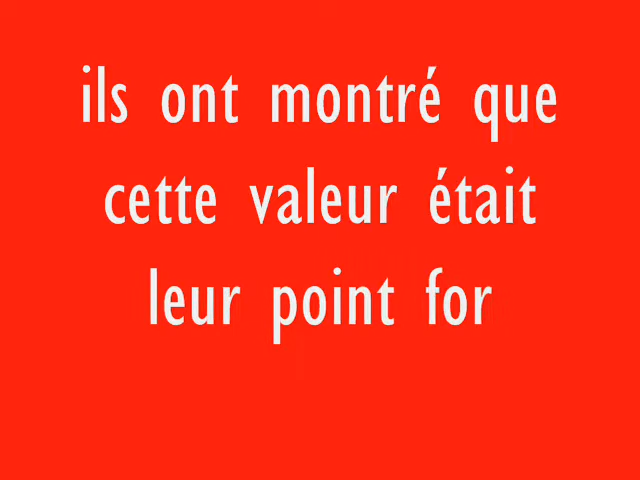 ils ont montré que
cette valeur était
leur point for